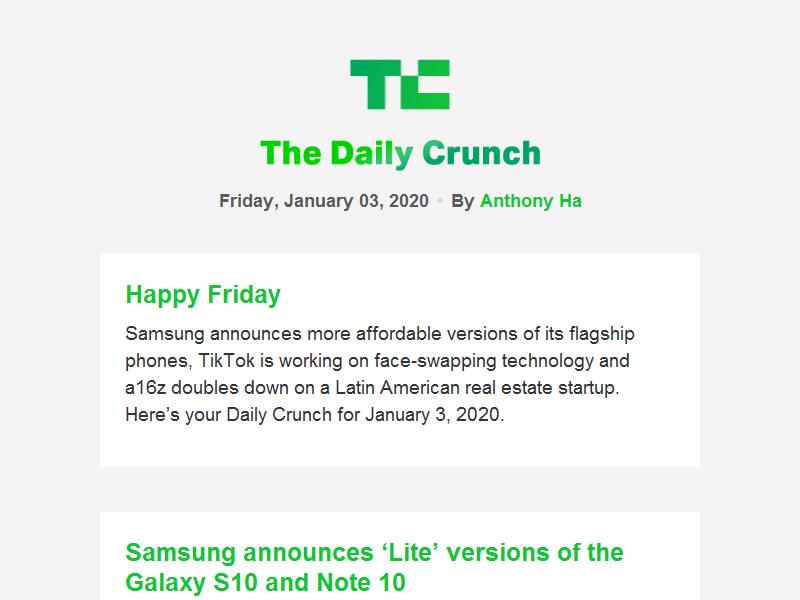 TC
The Daily Crunch
Friday, January 03, 2020 • By Anthony Ha
Happy Friday
Samsung announces more affordable versions of its flagship
phones, TikTok is working on face-swapping technology and
a16z doubles down on a Latin American real estate startup.
Here’s your Daily Crunch for January 3, 2020.
Samsung announces ‘Lite’ versions of the
Galaxy S10 and Note 10